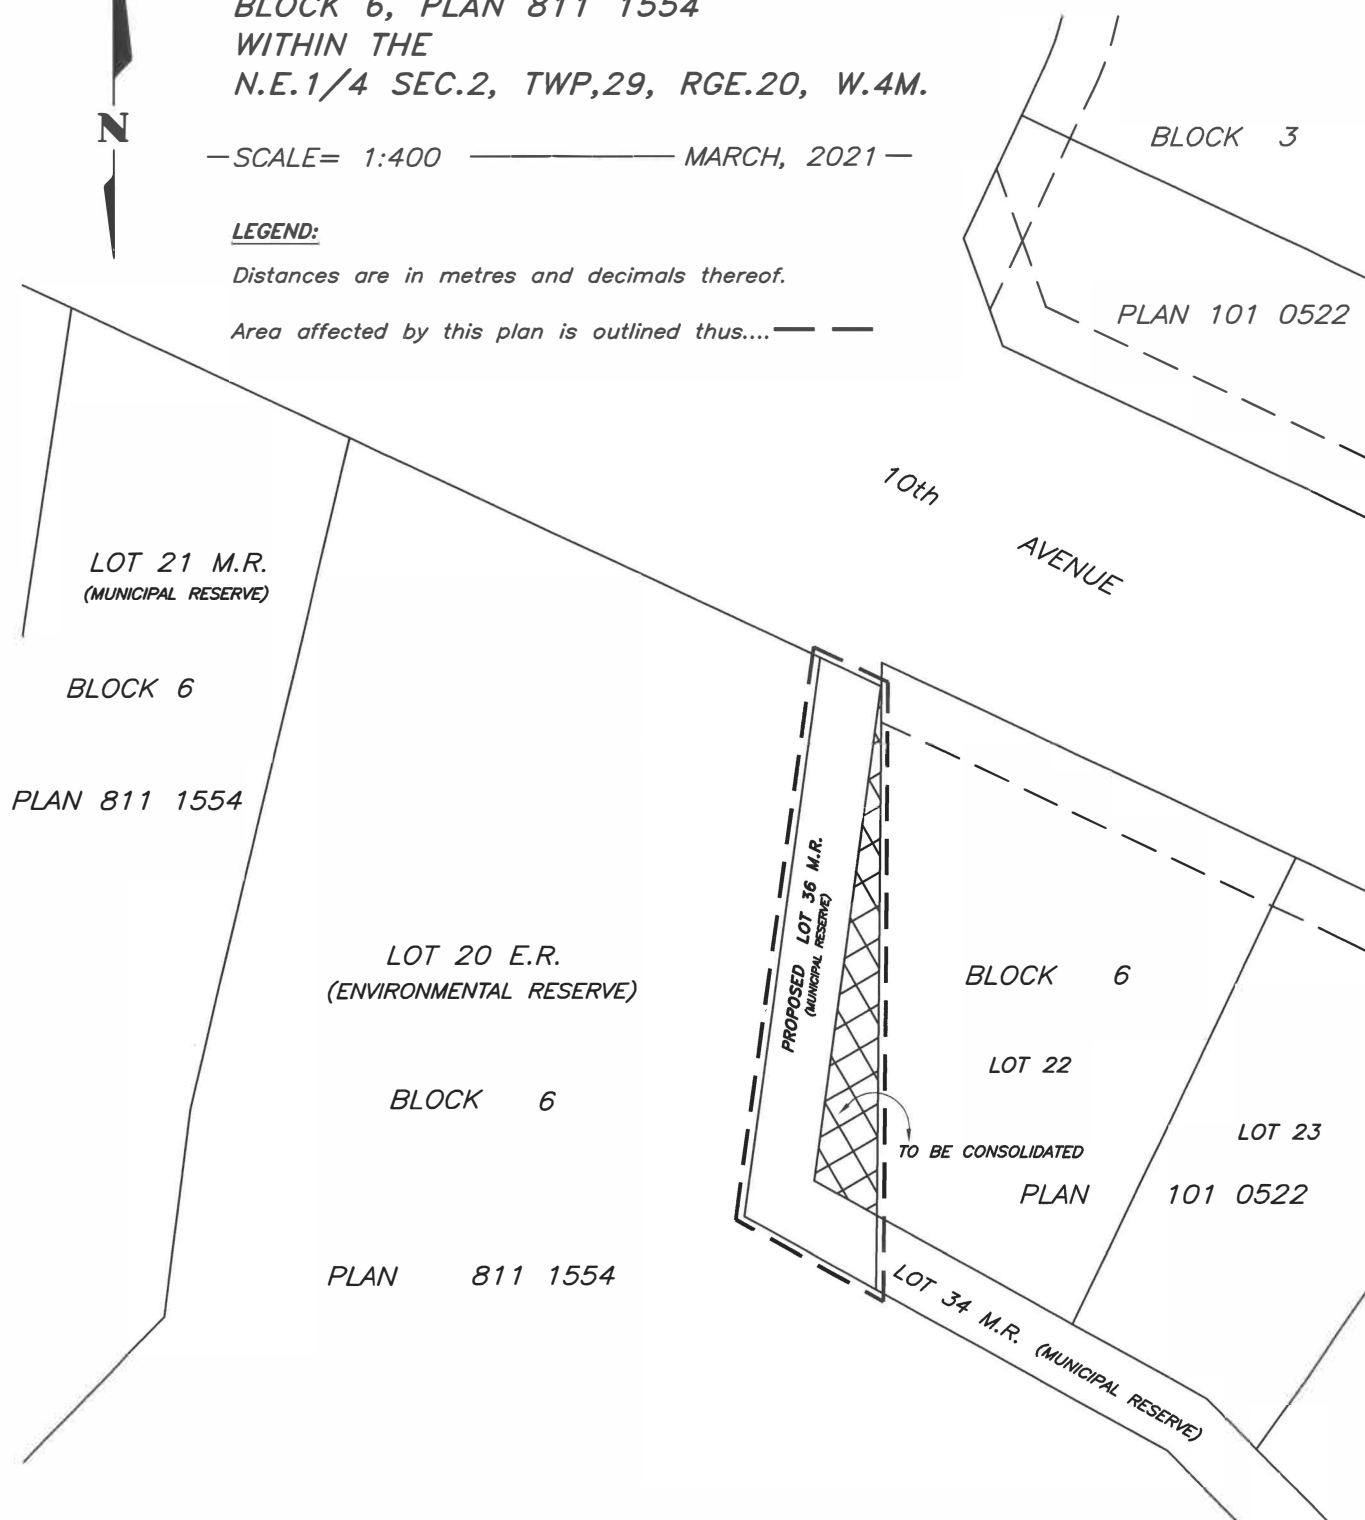 BLOCK 6, PLAN 811 1554
WITHIN THE
N.E.1/4 SEC.2, TWP,29, RGE.20, W.4M.
N
SCALE= 1:400 MARCH, 2021
LEGEND:
Distances are in metres and decimals thereof.
Area affected by this plan is outlined thus....
BLOCK 3
PLAN 101 0522
10th AVENUE
LOT 21 M.R.
(MUNICIPAL RESERVE)
BLOCK 6
PLAN 811 1554
LOT 20 E.R.
(ENVIRONMENTAL RESERVE)
BLOCK 6
PLAN 811 1554
PROPOSED LOT 36 M.R.
(MUNICIPAL RESERVE)
BLOCK 6
LOT 22
TO BE CONSOLIDATED
LOT 23
PLAN 101 0522
LOT 34 M.R. (MUNICIPAL RESERVE)